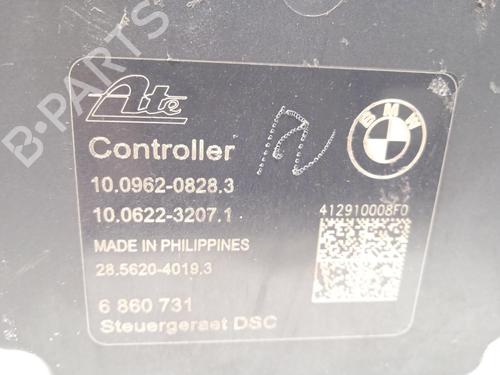 B-PARTS
Ate
BMW
Controller
10.0962-0828.3
10.0622-3207.1
412910008F0
MADE IN PHILIPPINES
28.5620-4019.3
6 860 731
Steuergeraet DSC